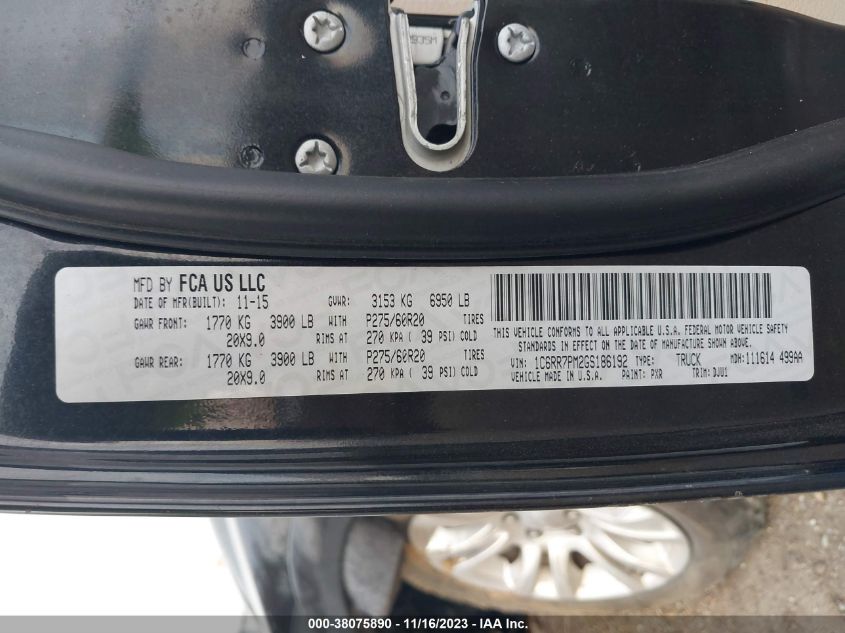 935M
MFD BY FCA US LLC
DATE OF MFR(BUILT): 11-15 GVWR: 3153 KG 6950 LB
GAWR FRONT: 1770 KG 3900 LB WITH P275/60R20 TIRES
20X9.0 RIMS AT 270 KPA ( 39 PSI) COLD
GAWR REAR: 1770 KG 3900 LB WITH P275/60R20 TIRES
20X9.0 RIMS AT 270 KPA ( 39 PSI) COLD
THIS VEHICLE CONFORMS TO ALL APPLICABLE U.S.A. FEDERAL MOTOR VEHICLE SAFETY
STANDARDS IN EFFECT ON THE DATE OF MANUFACTURE SHOWN ABOVE.
VIN: 1C6RR7PM2GS186192 TYPE: TRUCK MDH: 111614 499AA
VEHICLE MADE IN U.S.A. PAINT: PXR TRIM: DJU1
000-38075890 - 11/16/2023 - IAA Inc.